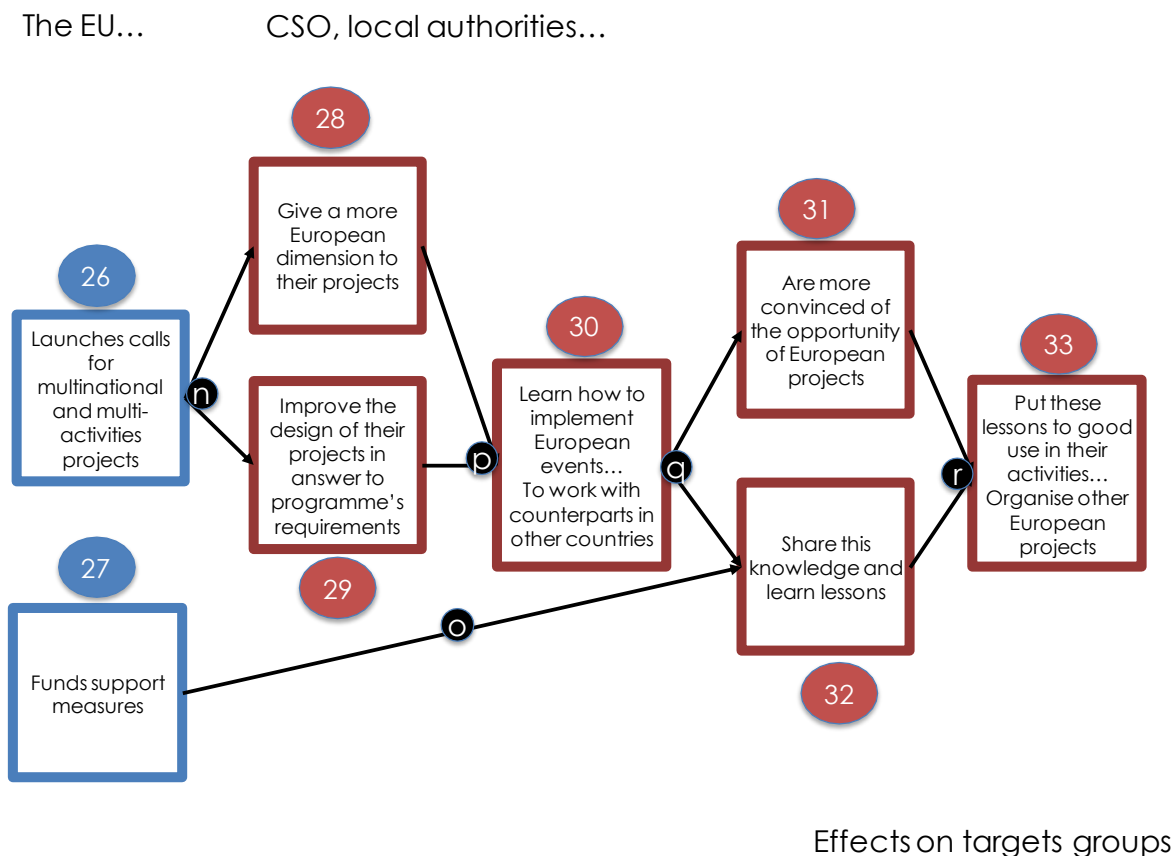 The EU...
CSO, local authorities...
28
Give a more
European
dimension to
their projects
26
Launches calls
for
multinational
and multi-
activities
projects
n
Improve the
design of their
projects in
answer to
programme's
requirements
29
27
Funds support
measures
o
p
30
Learn how to
implement
European
events...
To work with
counterparts in
other countries
q
31
Are more
convinced of
the opportunity
of European
projects
Share this
knowledge and
learn lessons
32
r
33
Put these
lessons to good
use in their
activities...
Organise other
European
projects
Effects on targets groups